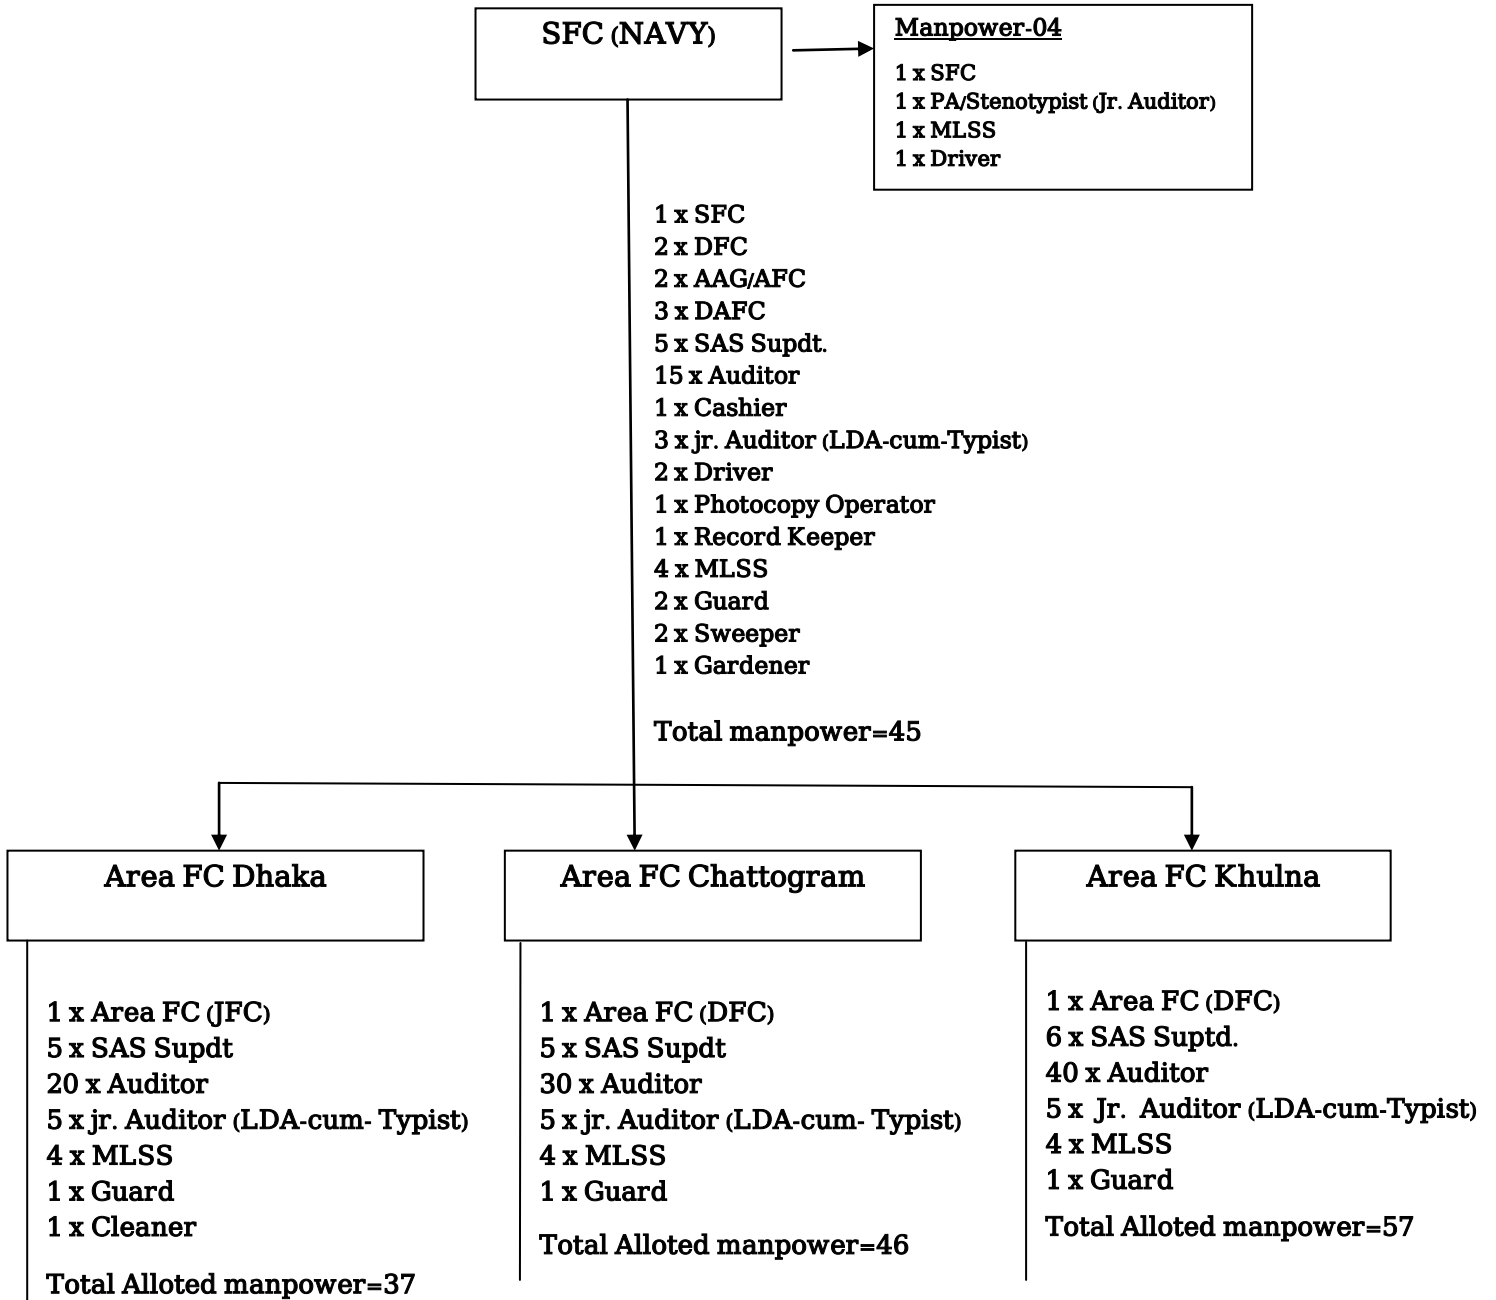 SFC (NAVY)
Manpower-04
1 x SFC
1 x PA/Stenotypist (Jr. Auditor)
1 x MLSS
1 x Driver
1 x SFC
2 x DFC
2 x AAG/AFC
3 x DAFC
5 x SAS Supdt.
15 x Auditor
1 x Cashier
3 x jr. Auditor (LDA-cum-Typist)
2 x Driver
1 x Photocopy Operator
1 x Record Keeper
4 x MLSS
2 x Guard
2 x Sweeper
1 x Gardener
Total manpower=45
Area FC Dhaka
1 x Area FC (JFC)
5 x SAS Supdt
20 x Auditor
5 x jr. Auditor (LDA-cum- Typist)
4 x MLSS
1 x Guard
1 x Cleaner
Total Alloted manpower=37
Area FC Chattogram
1 x Area FC (DFC)
5 x SAS Supdt
30 x Auditor
5 x jr. Auditor (LDA-cum- Typist)
4 x MLSS
1 x Guard
Total Alloted manpower=46
Area FC Khulna
1 x Area FC (DFC)
6 x SAS Suptd.
40 x Auditor
5 x Jr. Auditor (LDA-cum-Typist)
4 x MLSS
1 x Guard
Total Alloted manpower=57